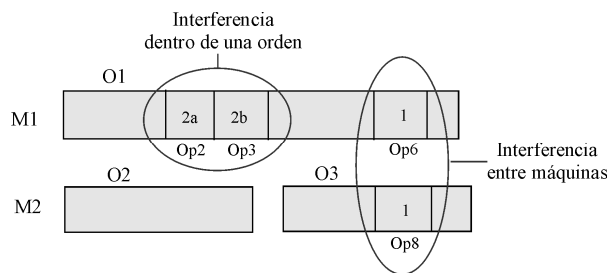 Interferencia
dentro de una orden
O1
M1
2a
2b
1
Op2
Op3
Op6
Interferencia
entre máquinas
O2
O3
M2
1
Op8